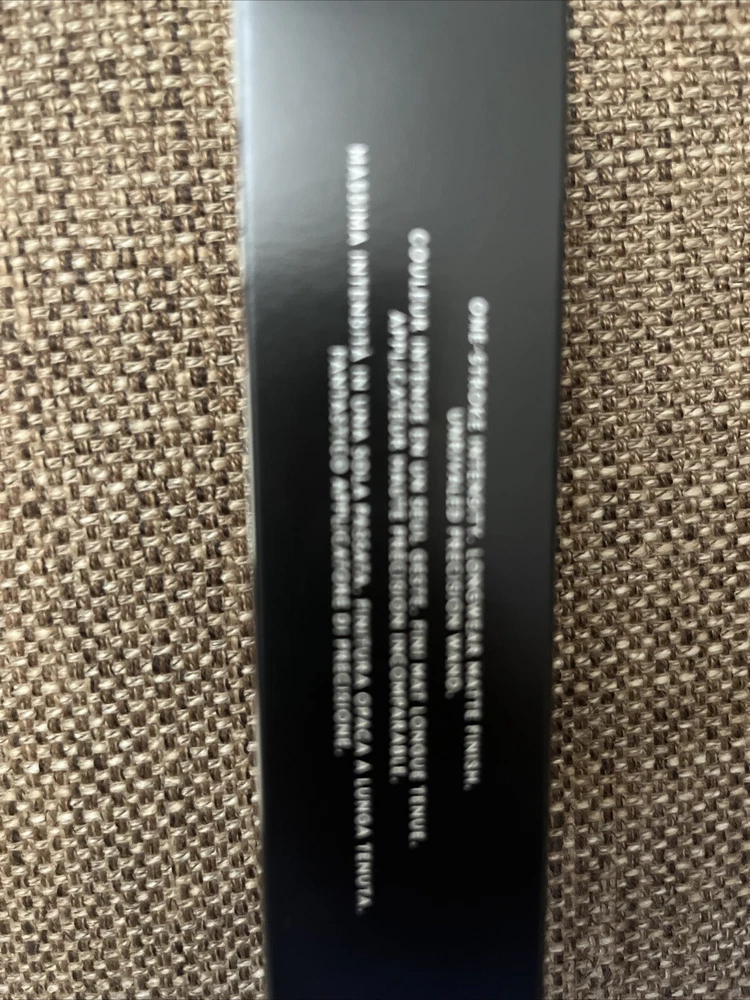 ONE-STROKE INTENSITY. LONGWEAR MATTE FINISH.
UNRIVALED PRECISION WAND.
COULEUR INTENSE EN UN SEUL GESTE. FINI MAT LONGUE TENUE.
APPLICATEUR HAUTE PRÉCISION INCOMPARABLE.
MASSIMA INTENSITÀ IN UNA SOLA PASSATA. FINITURA OPACA A LUNGA TENUTA.
FANTASTICO APPLICATORE DI PRECISIONE.